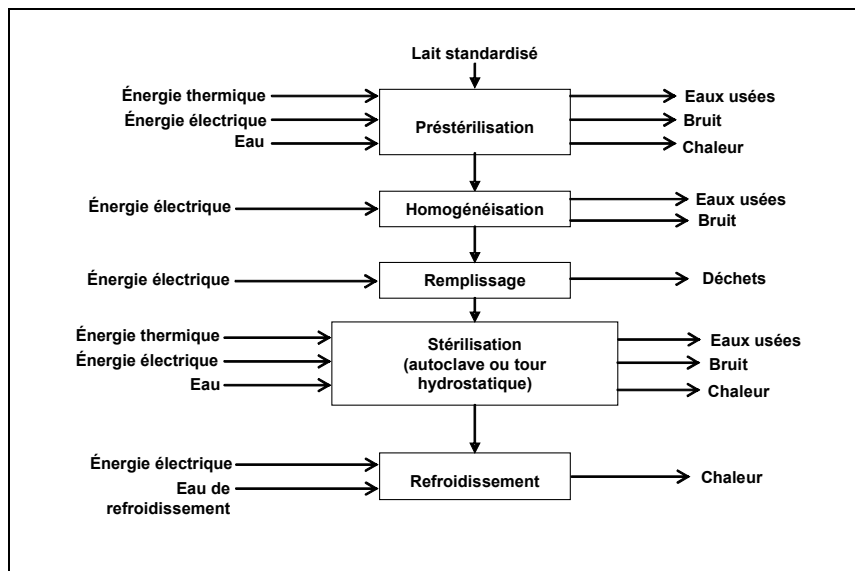 Lait standardisé
Énergie thermique
Énergie électrique
Eau
Préstérilisation
Eaux usées
Bruit
Chaleur
Énergie électrique
Homogénéisation
Eaux usées
Bruit
Énergie électrique
Remplissage
Déchets
Énergie thermique
Énergie électrique
Eau
Stérilisation
(autoclave ou tour
hydrostatique)
Eaux usées
Bruit
Chaleur
Énergie électrique
Eau de
refroidissement
Refroidissement
Chaleur